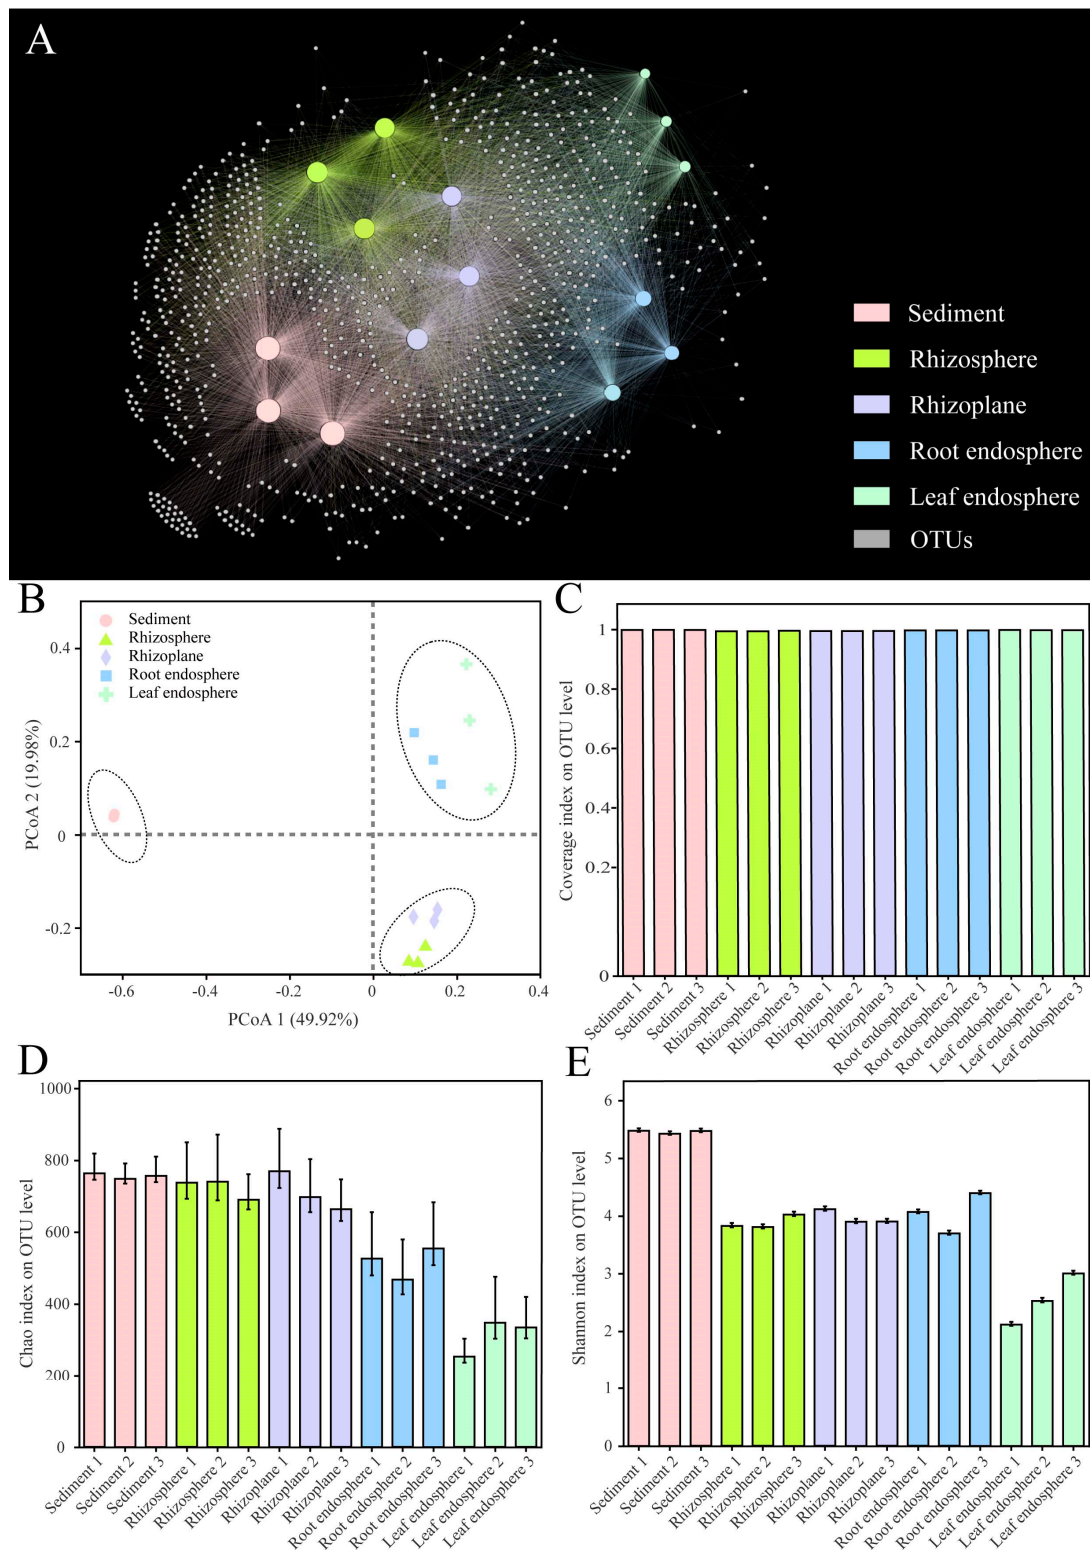 A
Sediment
Rhizosphere
Rhizoplane
Root endosphere
Leaf endosphere
OTUs
B
Sediment
Rhizosphere
Rhizoplane
Root endosphere
Leaf endosphere
0.4
0.2
0
-0.2
PCoA 2 (19.98%)
-0.6
-0.4
-0.2
0
0.2
0.4
PCoA 1 (49.92%)
C
1
0.8
0.6
0.4
0.2
0
Coverage index on OTU level
Sediment 1
Sediment 2
Sediment 3
Rhizosphere 1
Rhizosphere 2
Rhizosphere 3
Rhizoplane 1
Rhizoplane 2
Rhizoplane 3
Root endosphere 1
Root endosphere 2
Root endosphere 3
Leaf endosphere 1
Leaf endosphere 2
Leaf endosphere 3
D
1000
800
600
400
200
0
Chao index on OTU level
Sediment 1
Sediment 2
Sediment 3
Rhizosphere 1
Rhizosphere 2
Rhizosphere 3
Rhizoplane 1
Rhizoplane 2
Rhizoplane 3
Root endosphere 1
Root endosphere 2
Root endosphere 3
Leaf endosphere 1
Leaf endosphere 2
Leaf endosphere 3
E
6
5
4
3
2
1
0
Shannon index on OTU level
Sediment 1
Sediment 2
Sediment 3
Rhizosphere 1
Rhizosphere 2
Rhizosphere 3
Rhizoplane 1
Rhizoplane 2
Rhizoplane 3
Root endosphere 1
Root endosphere 2
Root endosphere 3
Leaf endosphere 1
Leaf endosphere 2
Leaf endosphere 3